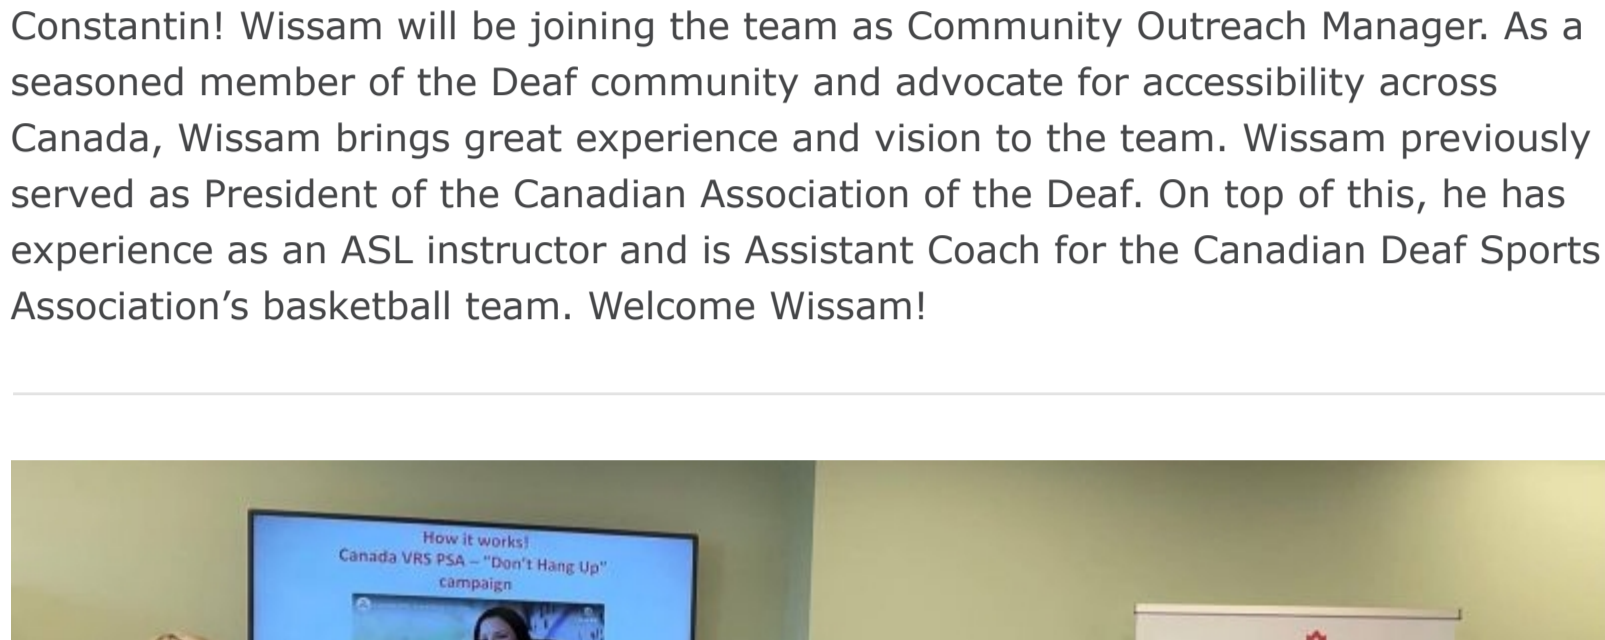 Constantin! Wissam will be joining the team as Community Outreach Manager. As a
seasoned member of the Deaf community and advocate for accessibility across
Canada, Wissam brings great experience and vision to the team. Wissam previously
served as President of the Canadian Association of the Deaf. On top of this, he has
experience as an ASL instructor and is Assistant Coach for the Canadian Deaf Sports
Association’s basketball team. Welcome Wissam!
How it works!
Canada VRS PSA – "Don't Hang Up"
campaign